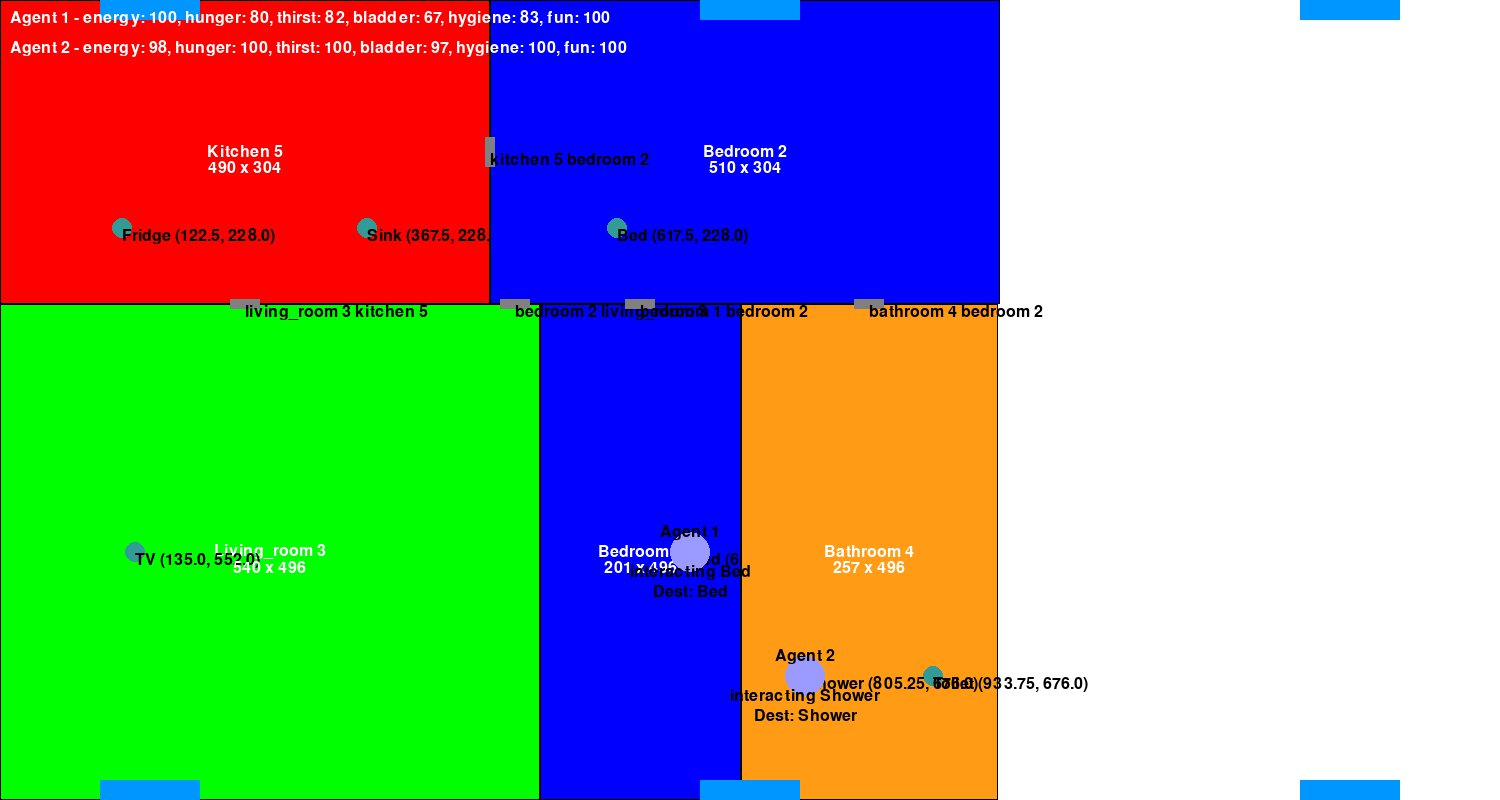 Agent 1 - energy: 100, hunger: 80, thirst: 82, bladder: 67, hygiene: 83, fun: 100
Agent 2 - energy: 98, hunger: 100, thirst: 100, bladder: 97, hygiene: 100, fun: 100
Kitchen 5
490 x 304
Bedroom 2
510 x 304
kitchen 5 bedroom 2
Fridge (122.5, 228.0)
Sink (367.5, 228.
Bed (617.5, 228.0)
living_room 3 kitchen 5
bedroom 2 living_room 3
bedroom 1 bedroom 2
bathroom 4 bedroom 2
Agent 1
Living_room 3
540 x 496
TV (135.0, 552.0)
Bedroom
201 x 496
interacting Bed
Dest: Bed
Bathroom 4
257 x 496
Agent 2
Shower (805.25, 676.0)
Toilet (933.75, 676.0)
interacting Shower
Dest: Shower